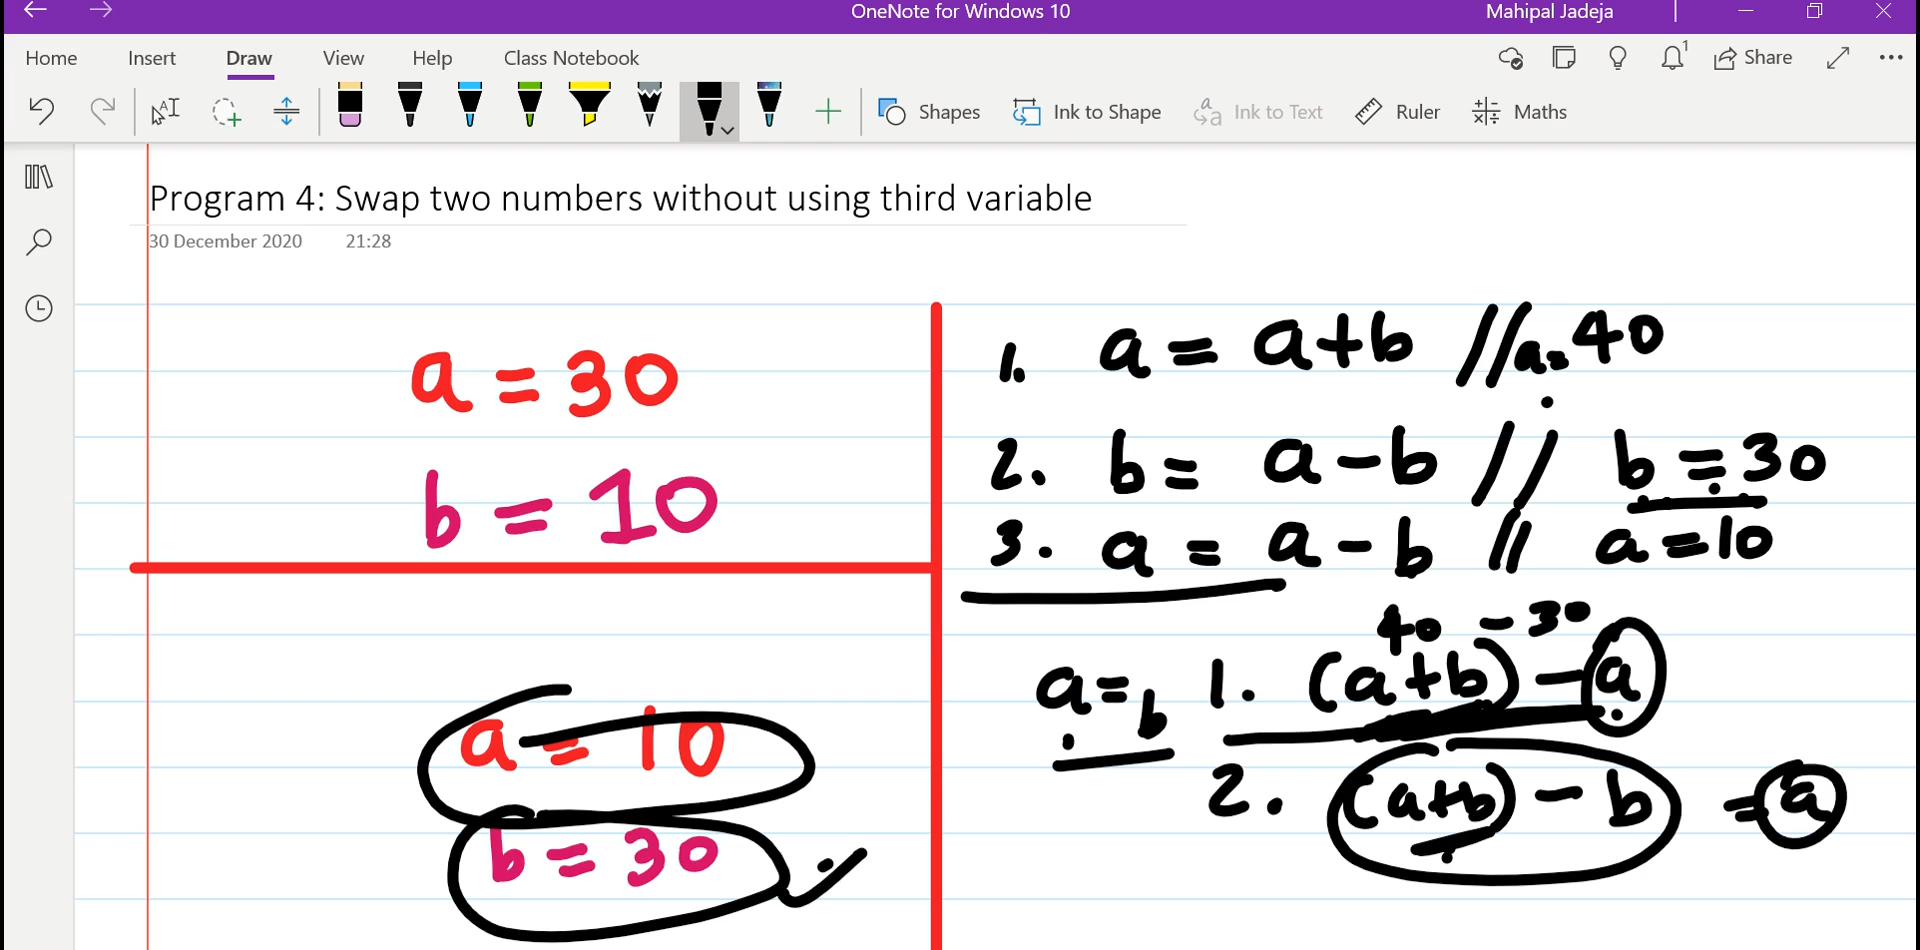 OneNote for Windows 10
Mahipal Jadeja
Home Insert Draw View Help Class Notebook
1 Share
Shapes Ink to Shape Ink to Text Ruler Maths
Program 4: Swap two numbers without using third variable
30 December 2020 21:28
a = 30
b = 10
a = 10
b = 30
1. a = a+b //a=40
2. b = a-b // b = 30
3. a = a - b // a = 10
40 - 30
a = b 1. (a+b) - a
2. (a+b) - b = a